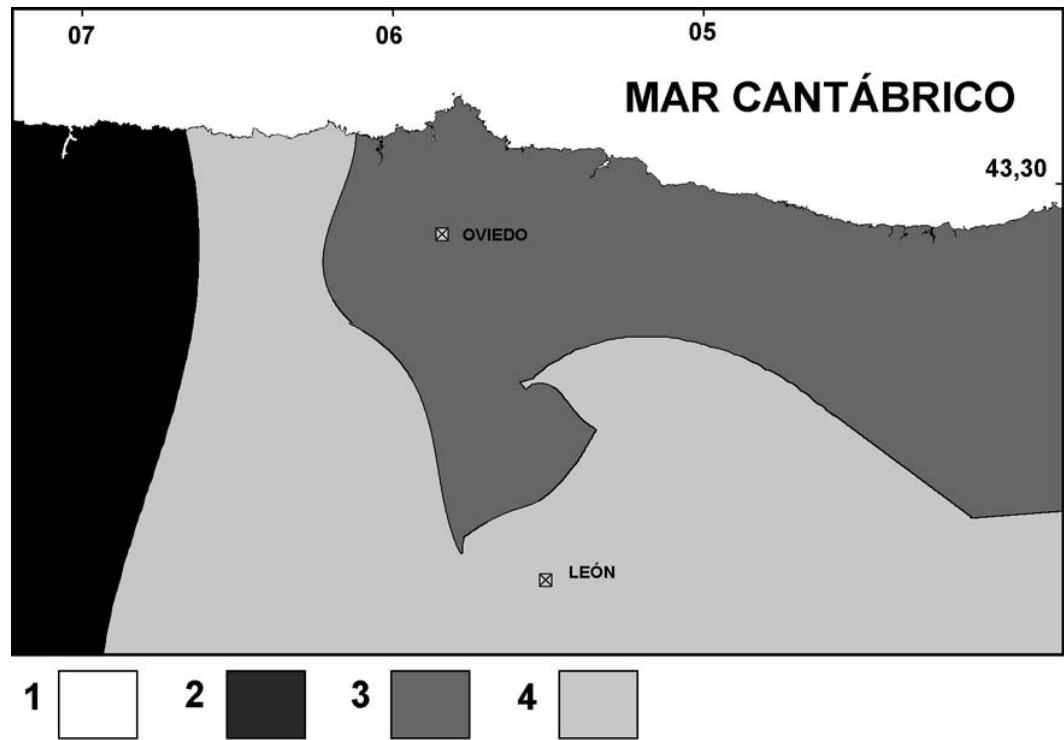 07 06 05
MAR CANTÁBRICO
43,30
OVIEDO
LEÓN
1 2 3 4